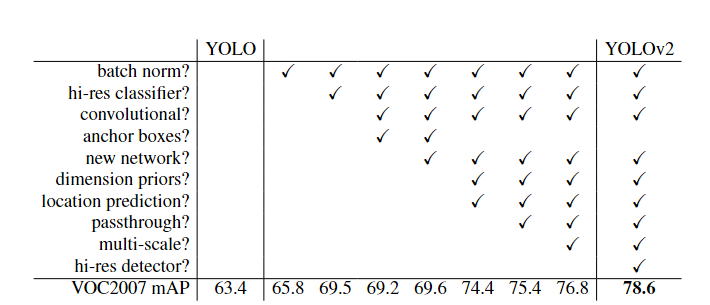 YOLO YOLOv2
batch norm? ✓ ✓ ✓ ✓ ✓ ✓ ✓ ✓
hi-res classifier? ✓ ✓ ✓ ✓ ✓ ✓ ✓
convolutional? ✓ ✓ ✓ ✓ ✓ ✓
anchor boxes? ✓ ✓
new network? ✓ ✓ ✓ ✓ ✓
dimension priors? ✓ ✓ ✓ ✓
location prediction? ✓ ✓ ✓ ✓
passthrough? ✓ ✓ ✓
multi-scale? ✓ ✓
hi-res detector? ✓
VOC2007 mAP 63.4 65.8 69.5 69.2 69.6 74.4 75.4 76.8 78.6